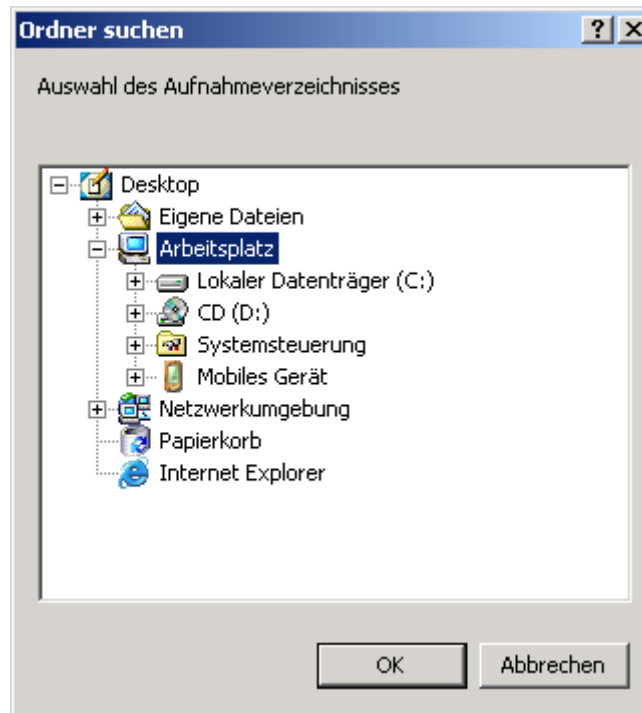 Ordner suchen
Auswahl des Aufnahmeverzeichnisses
Desktop
Eigene Dateien
Arbeitsplatz
Lokaler Datenträger (C:)
CD (D:)
Systemsteuerung
Mobiles Gerät
Netzwerkumgebung
Papierkorb
Internet Explorer
OK Abbrechen